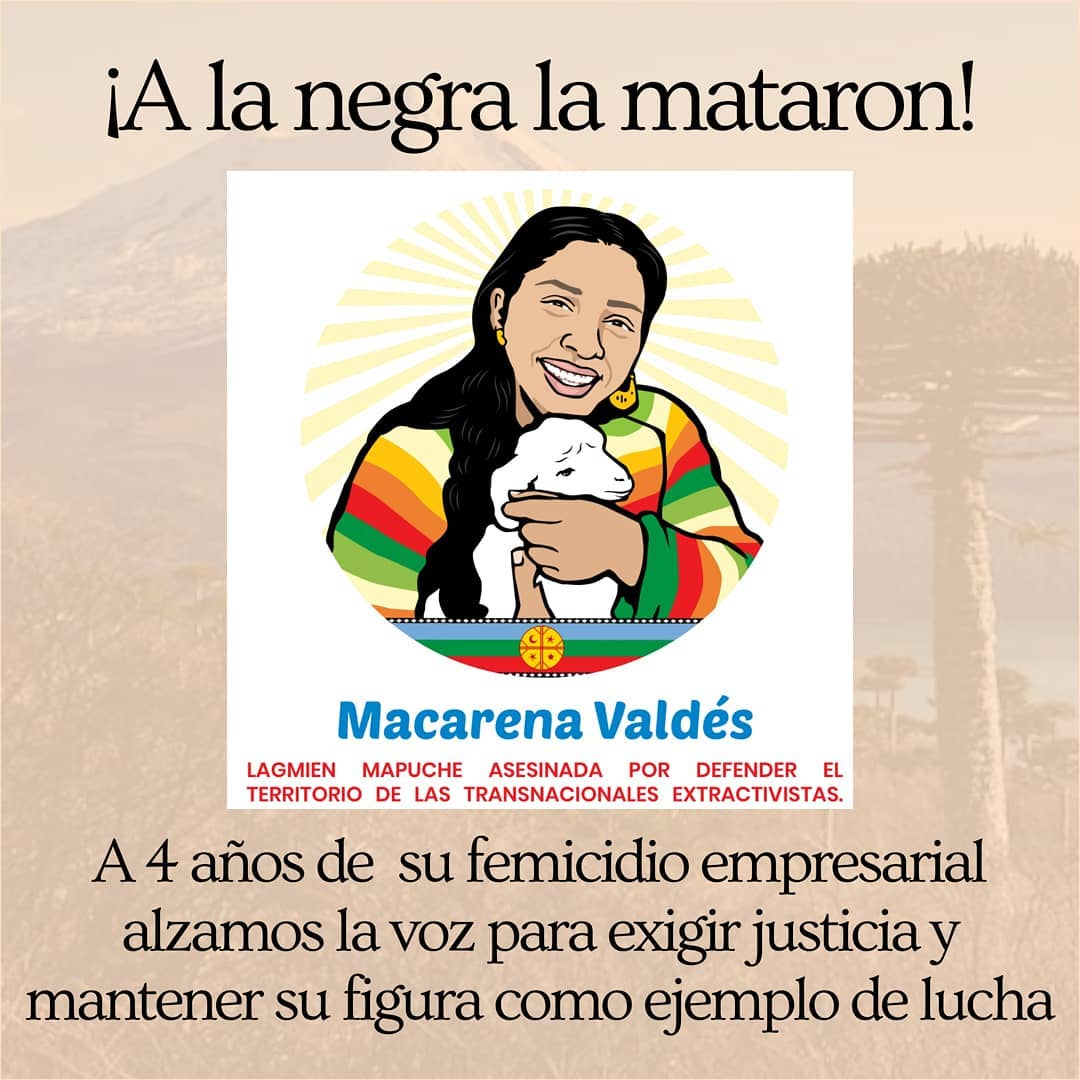 ¡A la negra la mataron!
Macarena Valdés
LAGMIEN MAPUCHE ASESINADA POR DEFENDER EL
TERRITORIO DE LAS TRANSNACIONALES EXTRACTIVISTAS.
A 4 años de su femicidio empresarial
alzamos la voz para exigir justicia y
mantener su figura como ejemplo de lucha